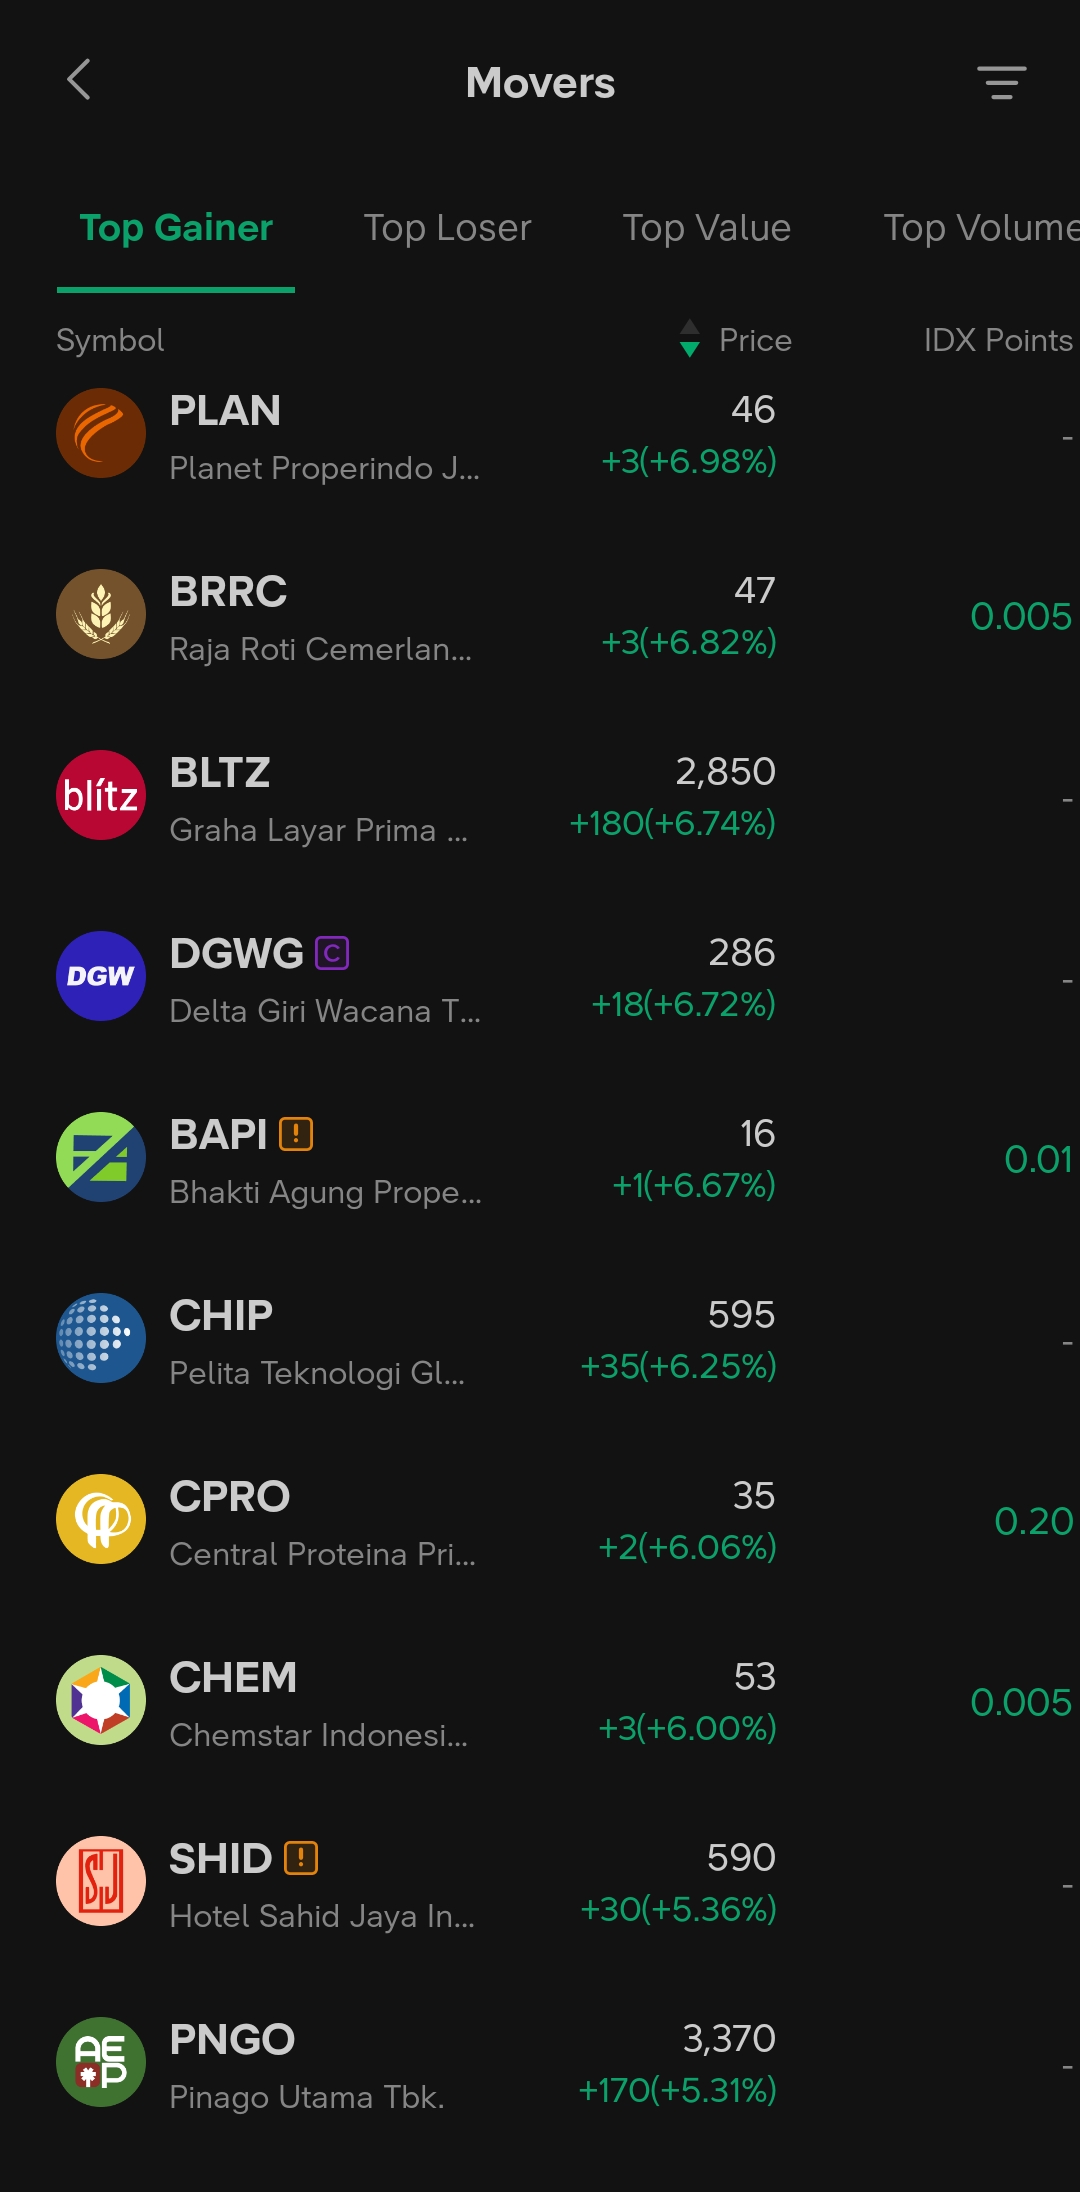 Movers
Top Gainer Top Loser Top Value Top Volume
Symbol Price IDX Points
PLAN 46
Planet Properindo J... +3(+6.98%) -
BRRC 47
Raja Roti Cemerlan... +3(+6.82%) 0.005
blitz BLTZ 2,850
Graha Layar Prima ... +180(+6.74%) -
DGW DGWG C 286
Delta Giri Wacana T... +18(+6.72%) -
BAPI ! 16
Bhakti Agung Prope... +1(+6.67%) 0.01
CHIP 595
Pelita Teknologi Gl... +35(+6.25%) -
CPRO 35
Central Proteina Pri... +2(+6.06%) 0.20
CHEM 53
Chemstar Indonesi... +3(+6.00%) 0.005
SHID ! 590
Hotel Sahid Jaya In... +30(+5.36%) -
AEP PNGO 3,370
Pinago Utama Tbk. +170(+5.31%) -